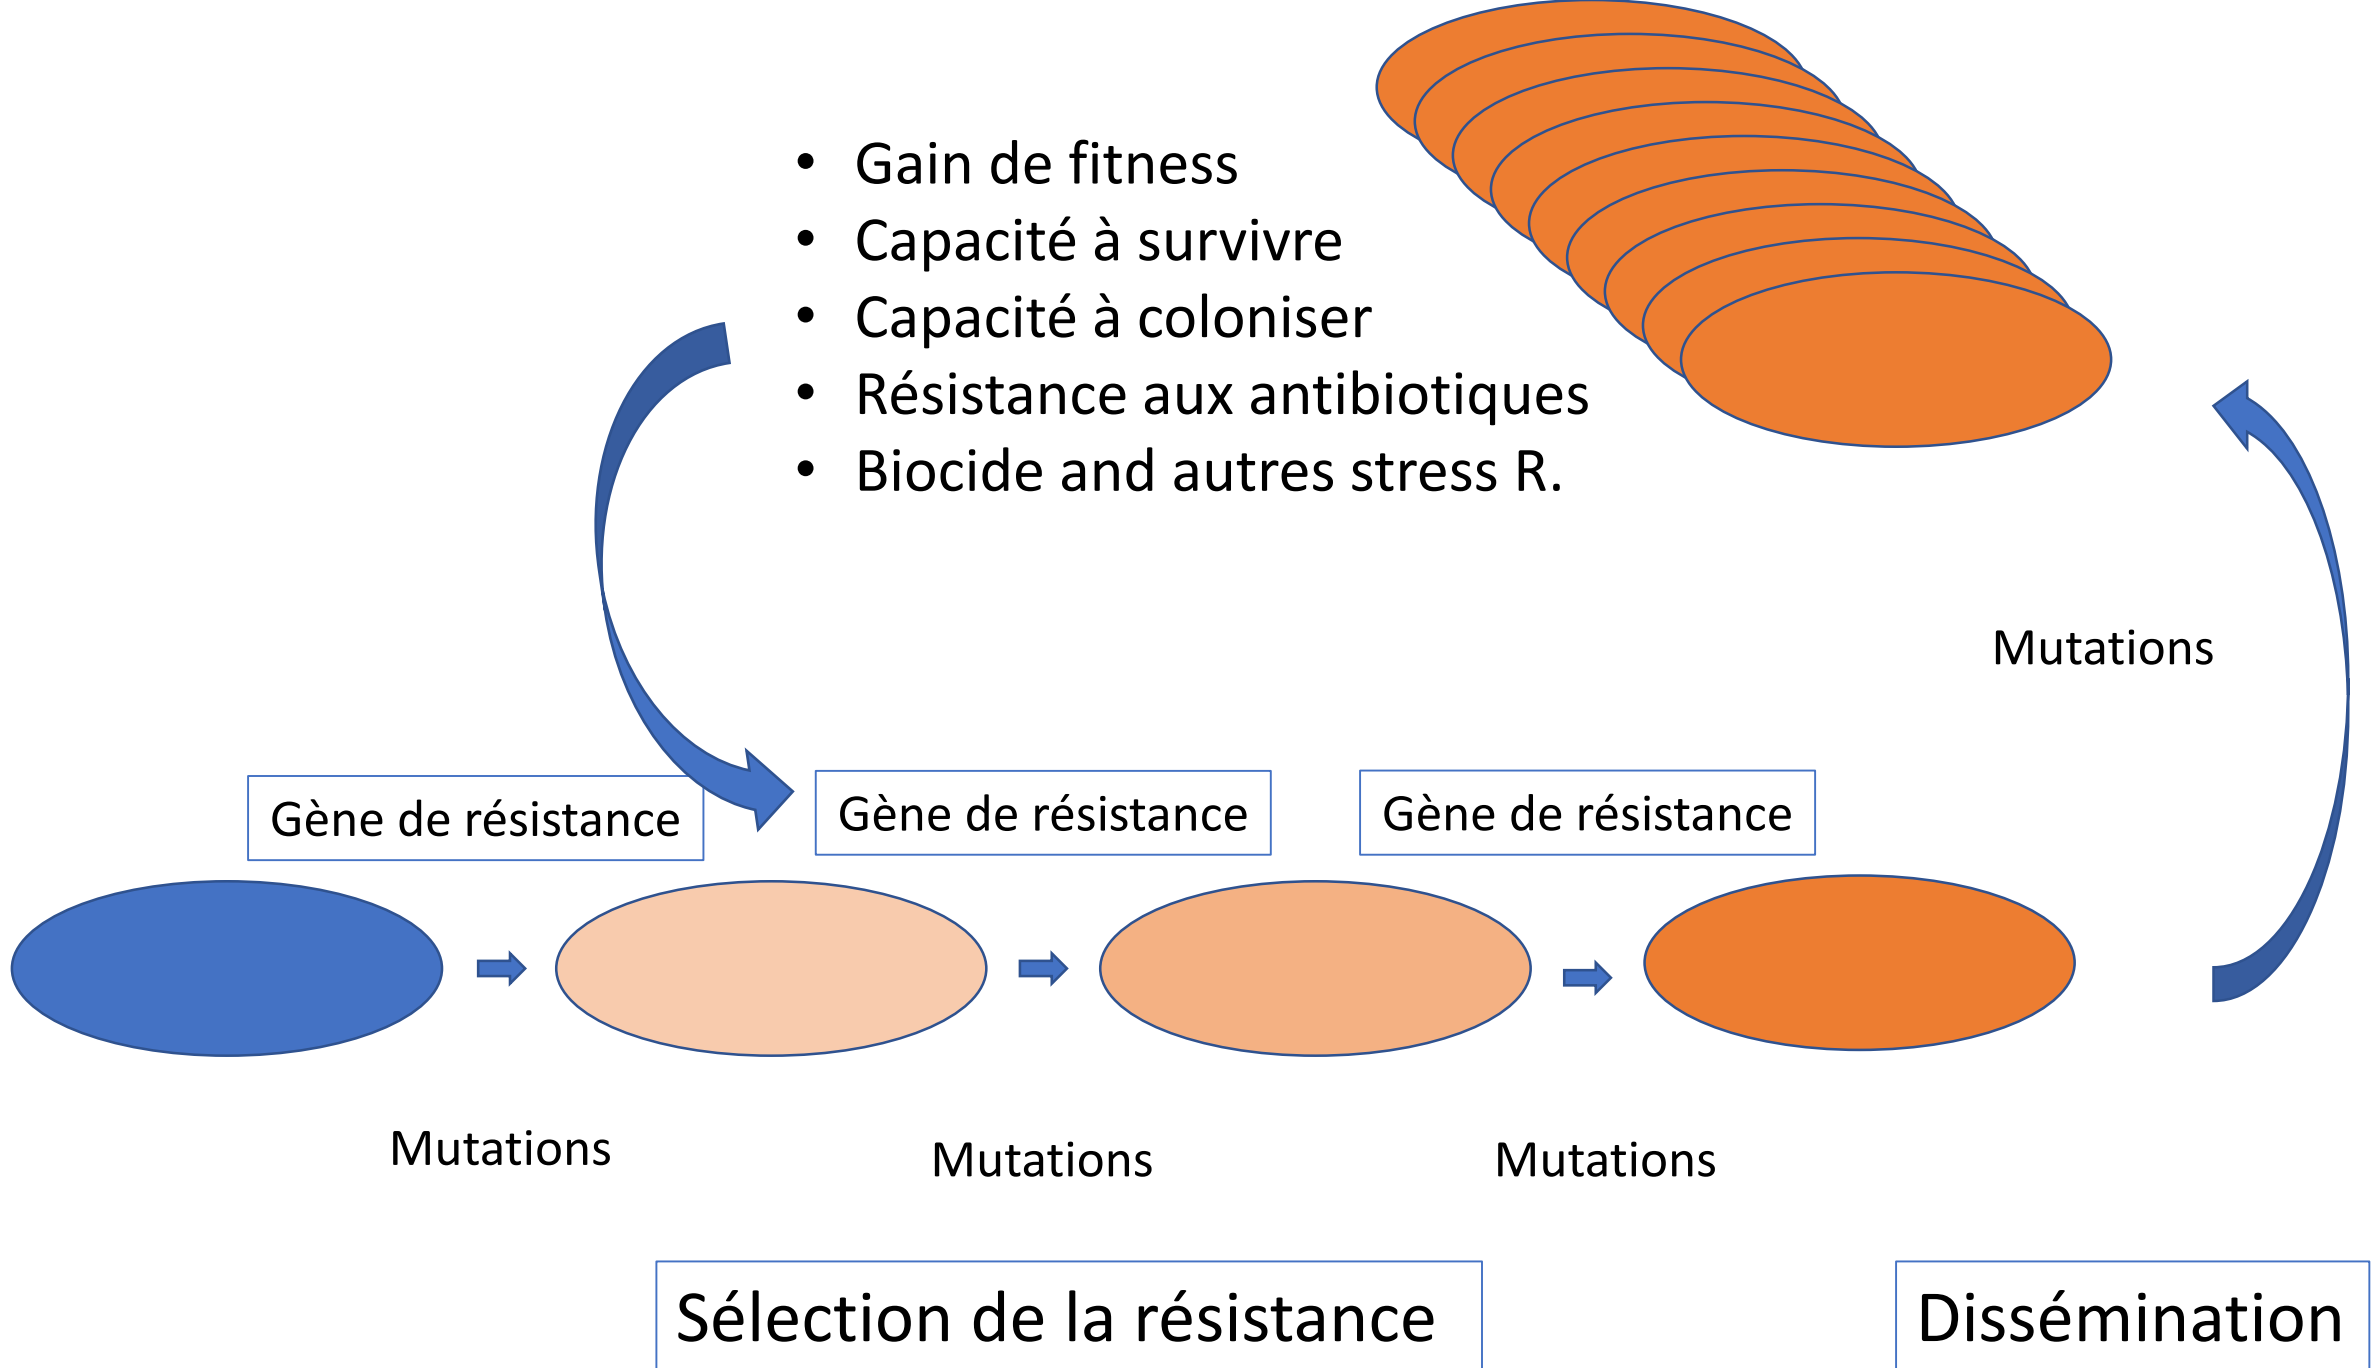 • Gain de fitness
• Capacité à survivre
• Capacité à coloniser
• Résistance aux antibiotiques
• Biocide and autres stress R.
Mutations
Gène de résistance
Gène de résistance
Gène de résistance
Mutations
Mutations
Mutations
Sélection de la résistance
Dissémination